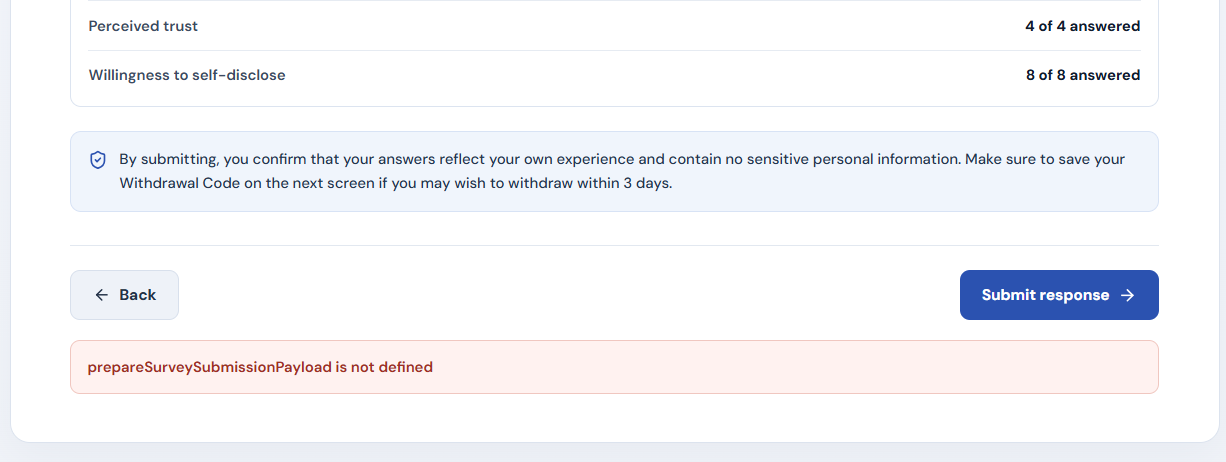 Perceived trust
4 of 4 answered
Willingness to self-disclose
8 of 8 answered
By submitting, you confirm that your answers reflect your own experience and contain no sensitive personal information. Make sure to save your
Withdrawal Code on the next screen if you may wish to withdraw within 3 days.
Back
Submit response
prepareSurveySubmissionPayload is not defined